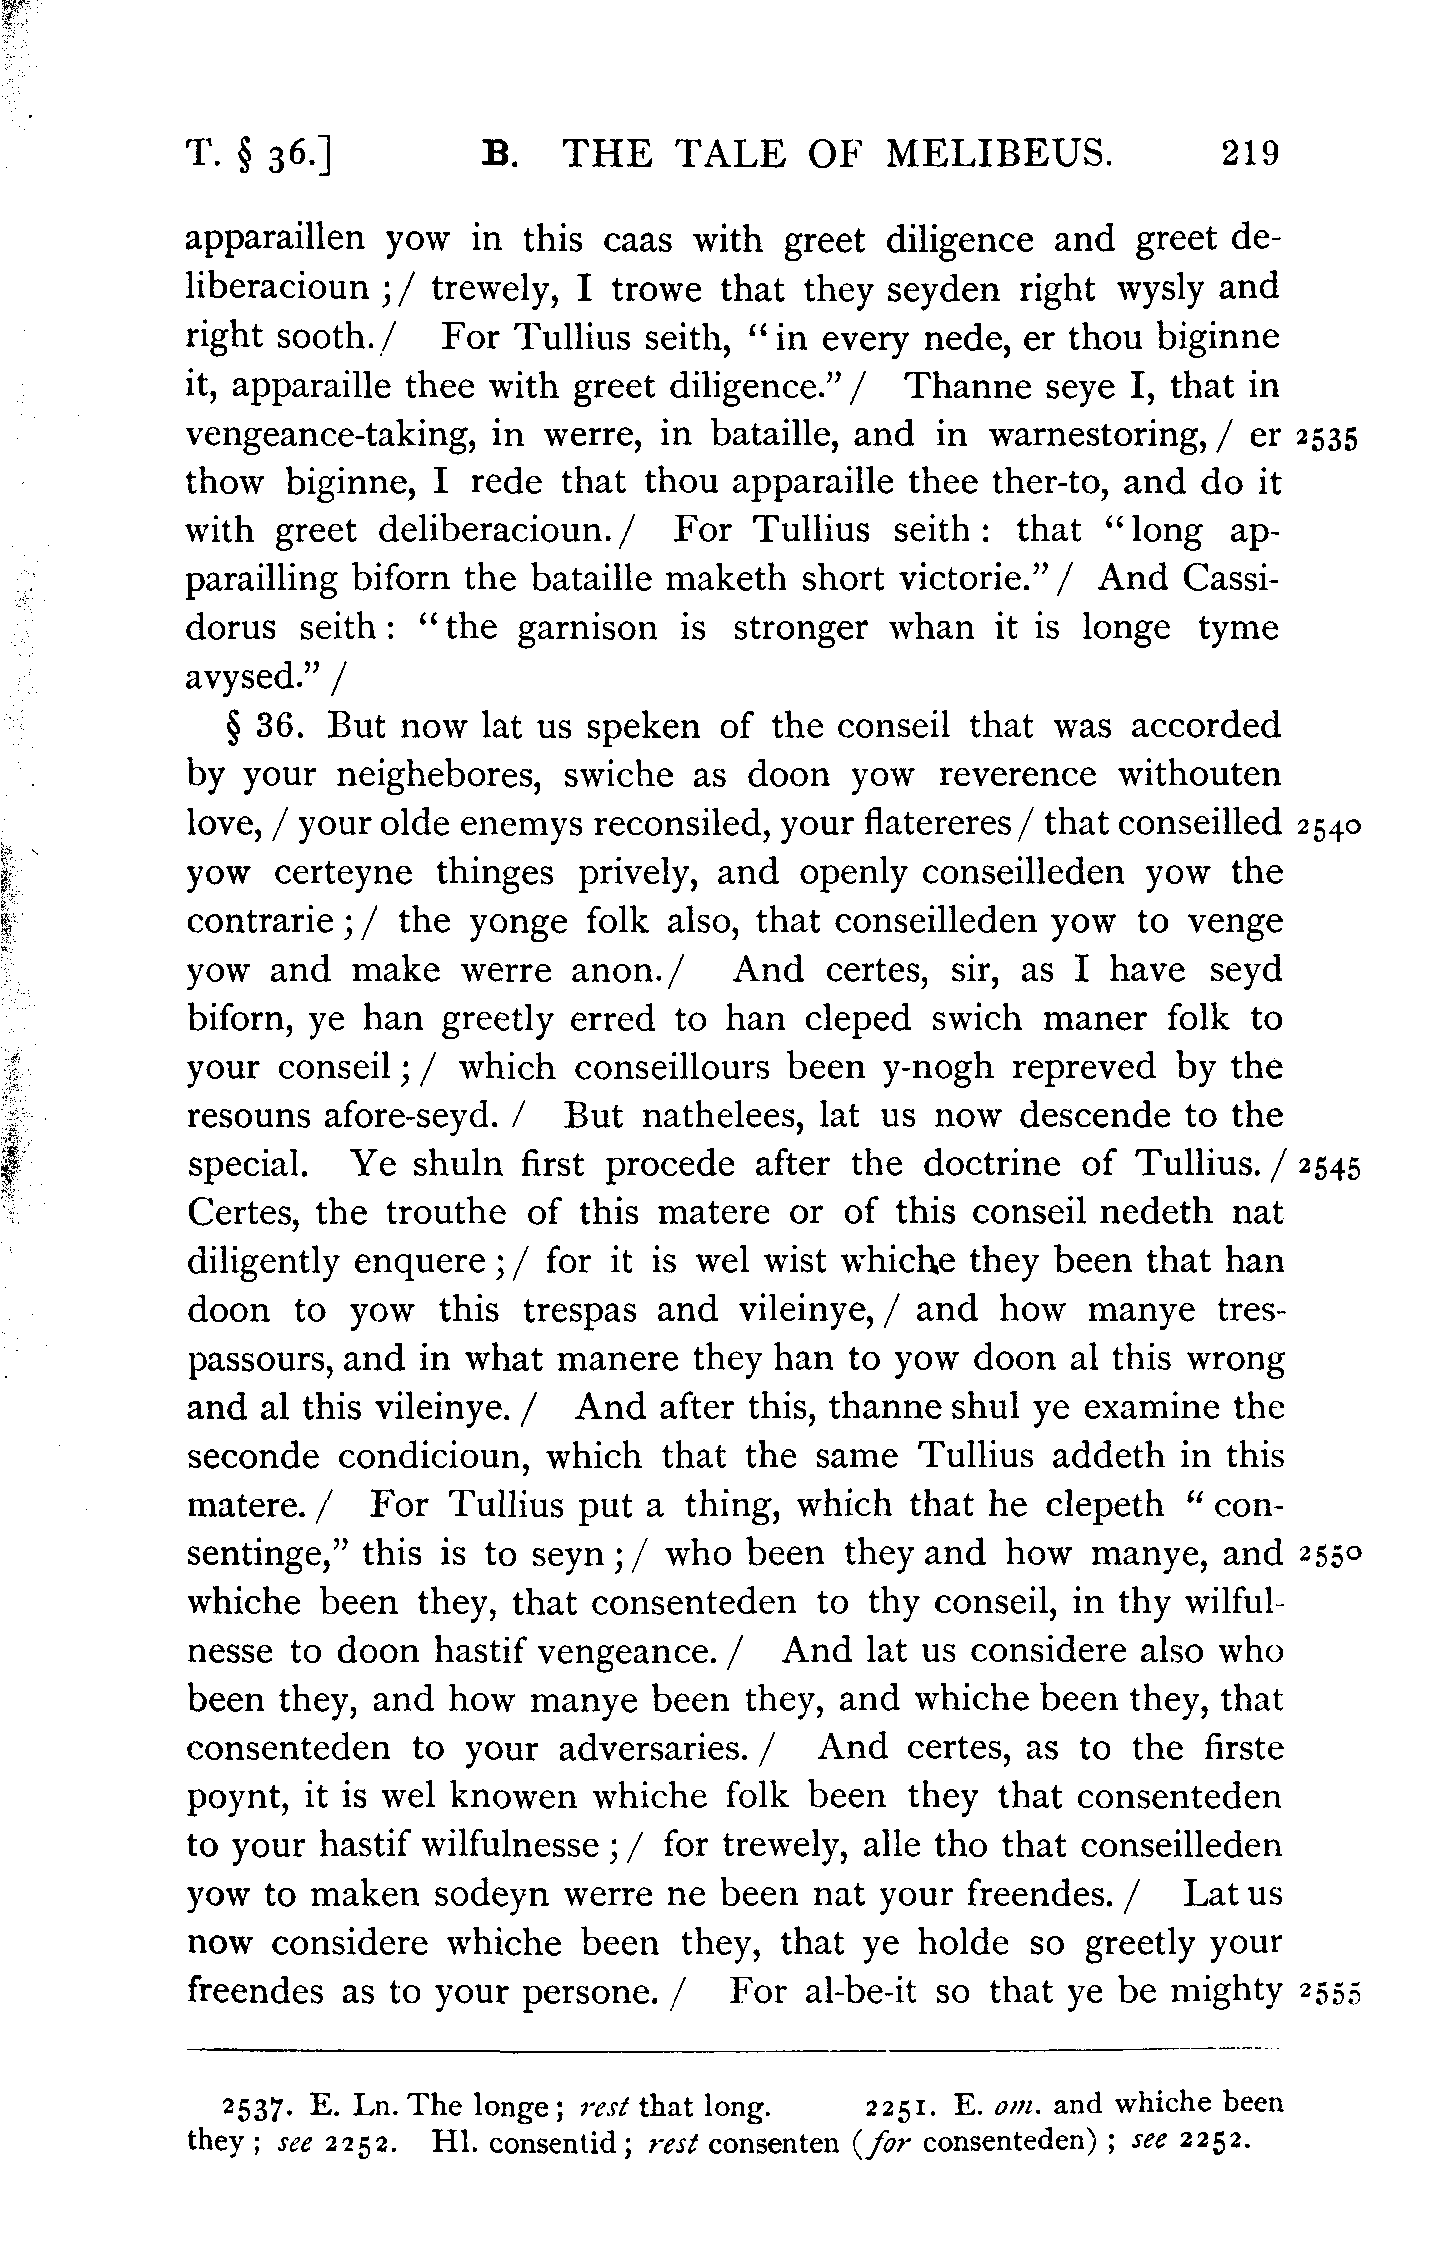 T. § 36.] B. THE TALE OF MELIBEUS. 219
apparaillen yow in this caas with greet diligence and greet de-
liberacioun ; / trewely, I trowe that they seyden right wysly and
right sooth. / For Tullius seith, “ in every nede, er thou biginne
it, apparaille thee with greet diligence.” / Thanne seye I, that in
vengeance-taking, in werre, in bataille, and in warnestoring, / er 2535
thow biginne, I rede that thou apparaille thee ther-to, and do it
with greet deliberacioun. / For Tullius seith : that “ long ap-
parailling biforn the bataille maketh short victorie.” / And Cassi-
dorus seith : “ the garnison is stronger whan it is longe tyme
avysed.” /
§ 36. But now lat us speken of the conseil that was accorded
by your neighebores, swiche as doon yow reverence withouten
love, / your olde enemys reconsiled, your flatereres / that conseilled 2540
yow certeyne thinges prively, and openly conseilleden yow the
contrarie ; / the yonge folk also, that conseilleden yow to venge
yow and make werre anon. / And certes, sir, as I have seyd
biforn, ye han greetly erred to han cleped swich maner folk to
your conseil ; / which conseillours been y-nogh repreved by the
resouns afore-seyd. / But nathelees, lat us now descende to the
special. Ye shuln first procede after the doctrine of Tullius. / 2545
Certes, the trouthe of this matere or of this conseil nedeth nat
diligently enquere ; / for it is wel wist whiche they been that han
doon to yow this trespas and vileinye, / and how manye tres-
passours, and in what manere they han to yow doon al this wrong
and al this vileinye. / And after this, thanne shul ye examine the
seconde condicioun, which that the same Tullius addeth in this
matere. / For Tullius put a thing, which that he clepeth “ con-
sentinge,” this is to seyn ; / who been they and how manye, and 2550
whiche been they, that consenteden to thy conseil, in thy wilful-
nesse to doon hastif vengeance. / And lat us considere also who
been they, and how manye been they, and whiche been they, that
consenteden to your adversaries. / And certes, as to the firste
poynt, it is wel knowen whiche folk been they that consenteden
to your hastif wilfulnesse ; / for trewely, alle tho that conseilleden
yow to maken sodeyn werre ne been nat your freendes. / Lat us
now considere whiche been they, that ye holde so greetly your
freendes as to your persone. / For al-be-it so that ye be mighty 2555
2537. E. Ln. The longe ; rest that long. 2251. E. om. and whiche been
they ; see 2252. Hl. consentid ; rest consenten (for consenteden) ; see 2252.